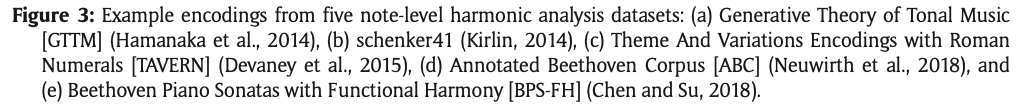 Figure 3: Example encodings from five note-level harmonic analysis datasets: (a) Generative Theory of Tonal Music
[GTTM] (Hamanaka et al., 2014), (b) schenker41 (Kirlin, 2014), (c) Theme And Variations Encodings with Roman
Numerals [TAVERN] (Devaney et al., 2015), (d) Annotated Beethoven Corpus [ABC] (Neuwirth et al., 2018), and
(e) Beethoven Piano Sonatas with Functional Harmony [BPS-FH] (Chen and Su, 2018).